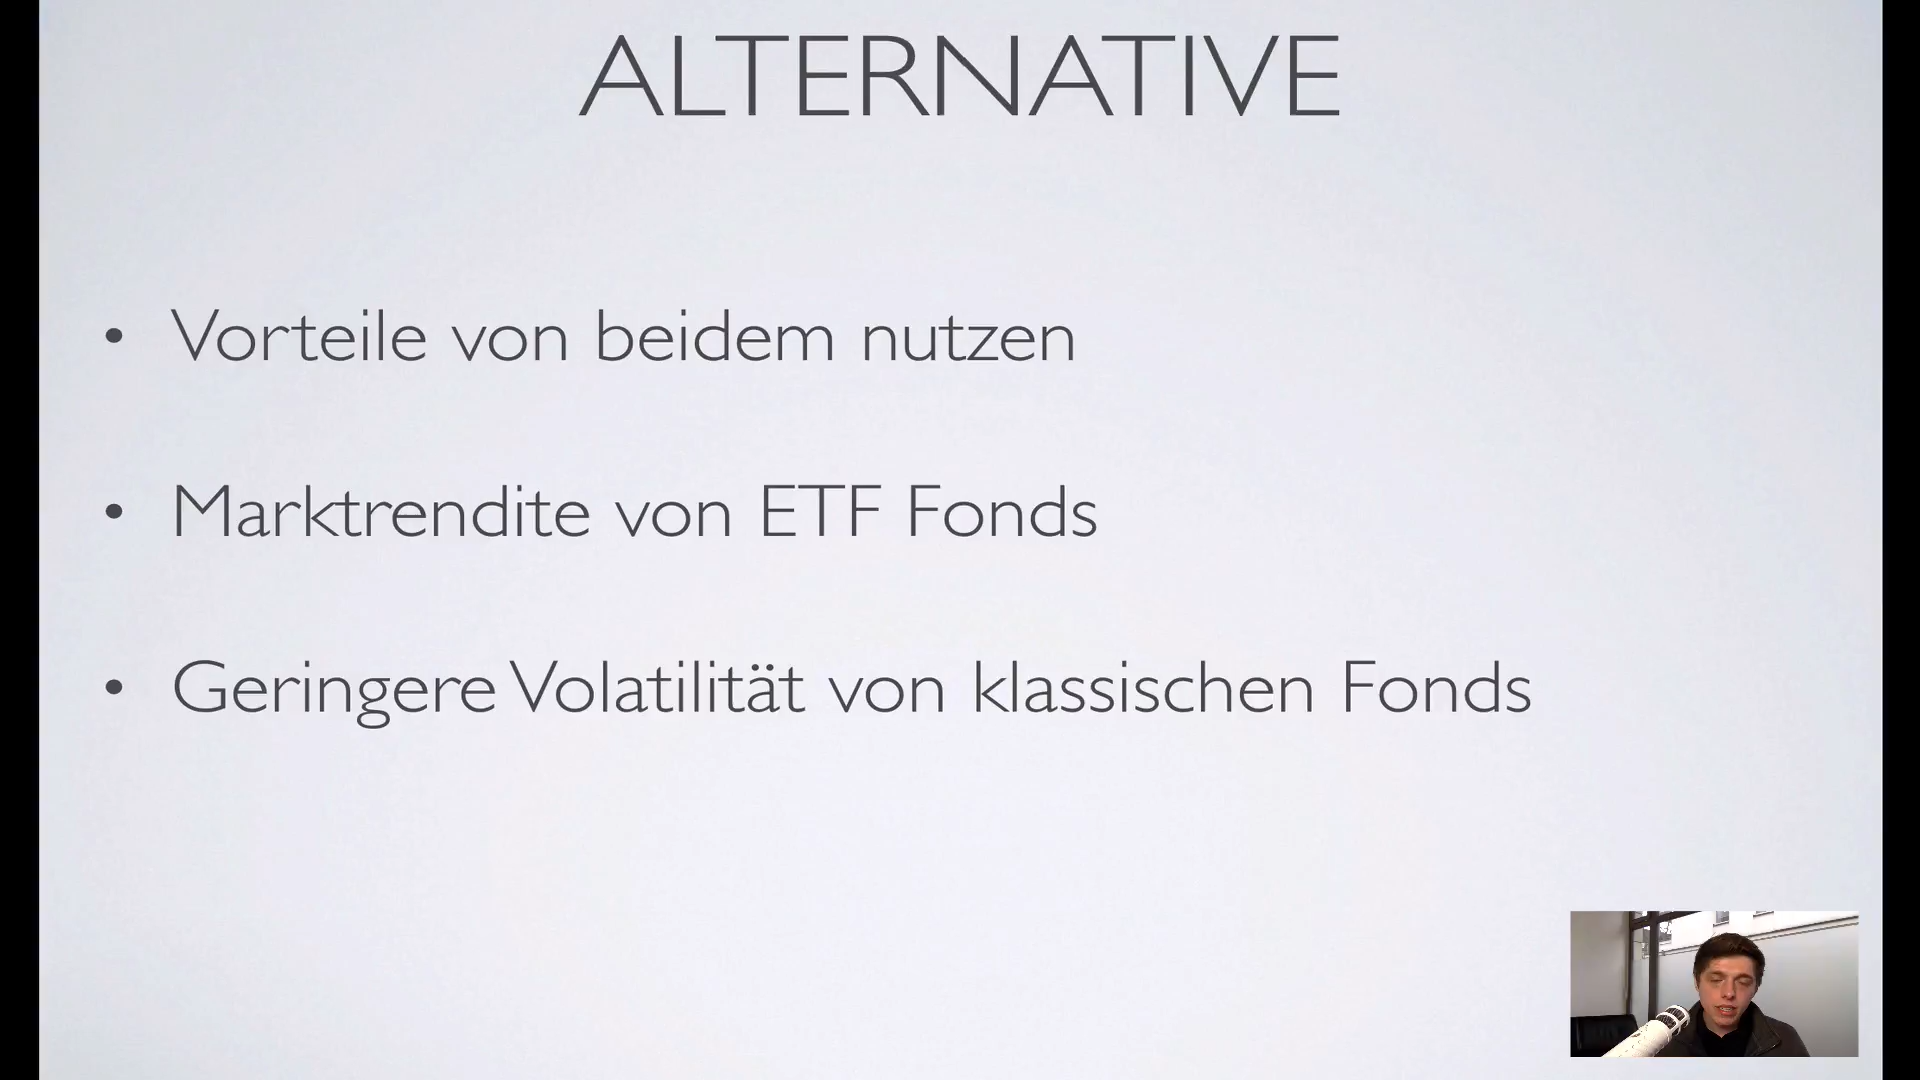 ALTERNATIVE
• Vorteile von beidem nutzen
• Marktrendite von ETF Fonds
• Geringere Volatilität von klassischen Fonds